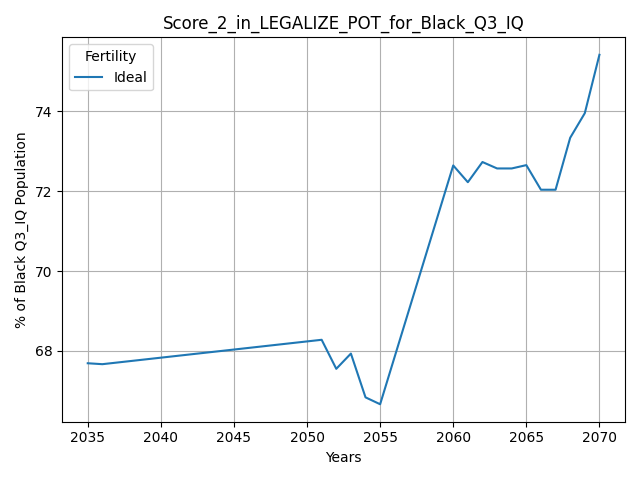 Score_2_in_LEGALIZE_POT_for_Black_Q3_IQ
Fertility
Ideal
% of Black Q3_IQ Population
74
72
70
68
2035 2040 2045 2050 2055 2060 2065 2070
Years